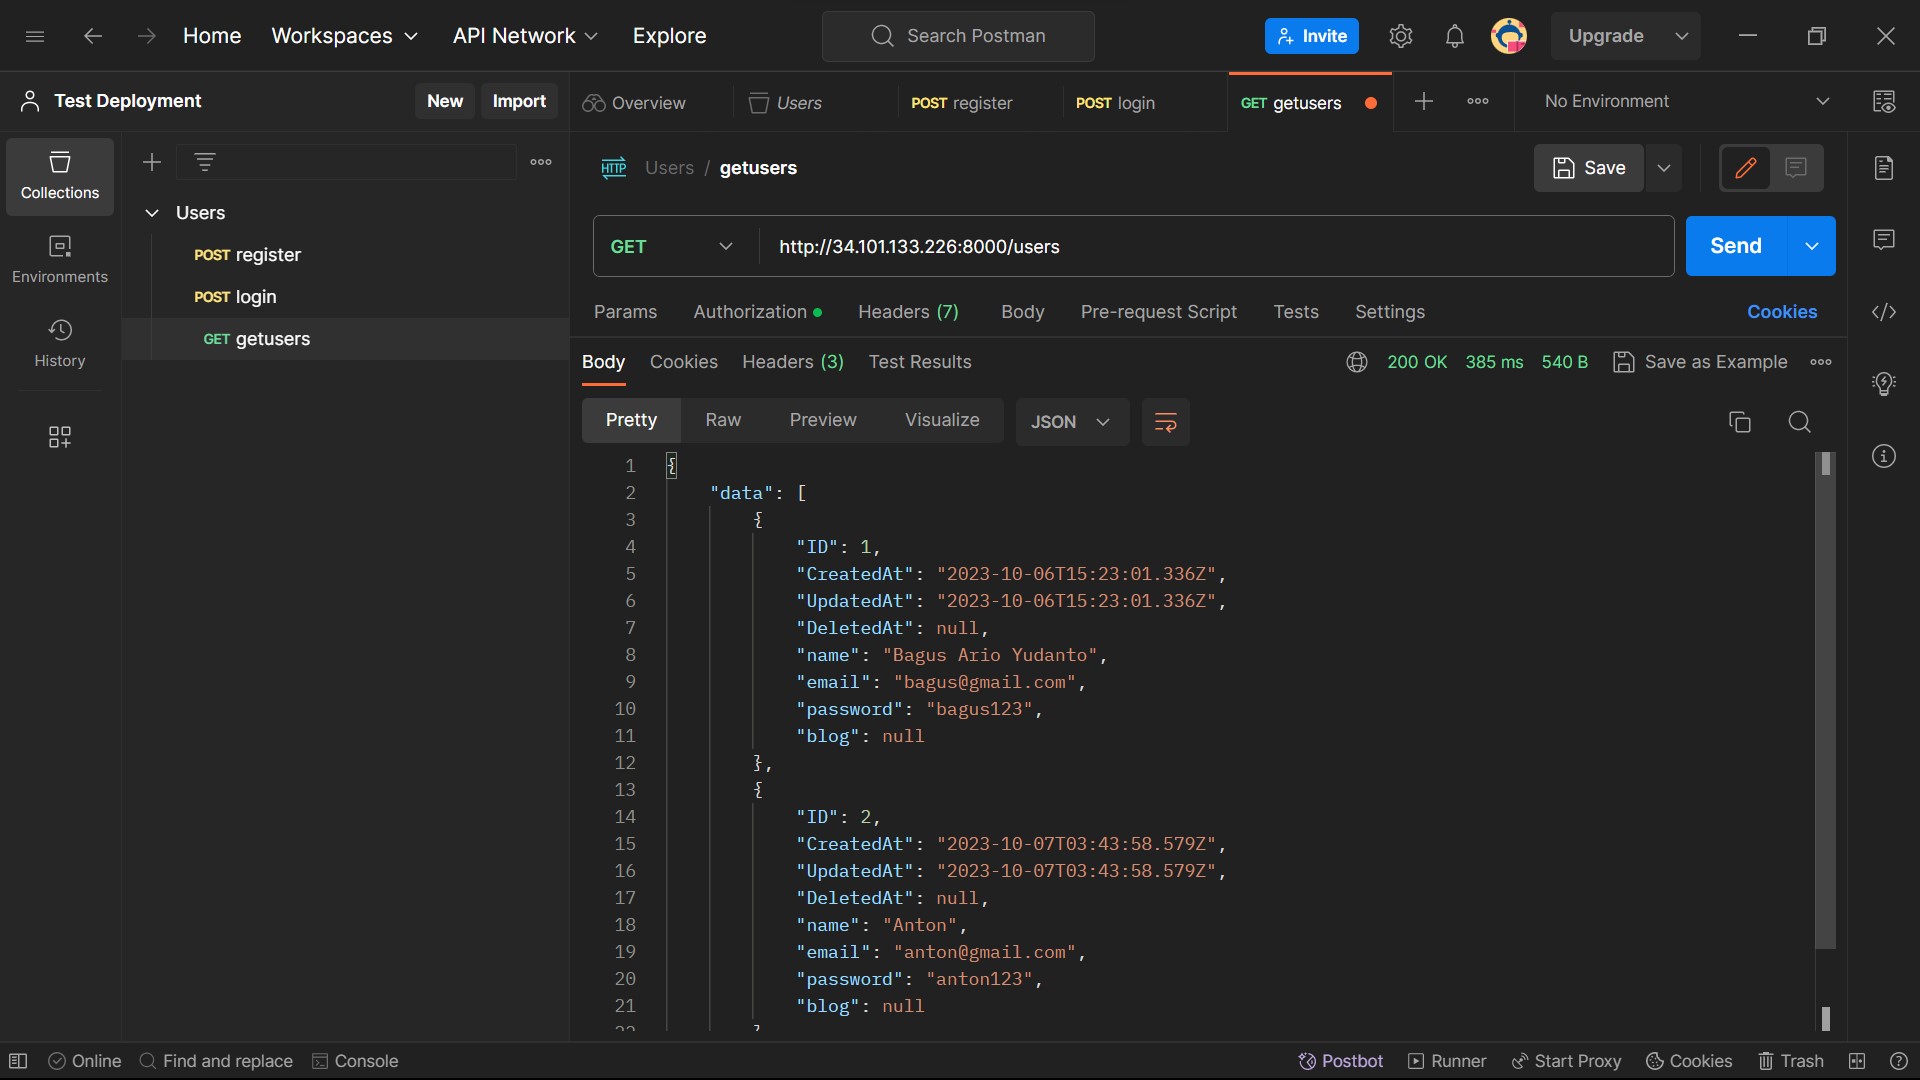 Home Workspaces API Network Explore Search Postman Invite Upgrade
Test Deployment New Import Overview Users POST register POST login GET getusers No Environment
Collections
Environments
History
Users
POST register
POST login
GET getusers
HTTP Users / getusers Save
GET http://34.101.133.226:8000/users Send
Params Authorization Headers (7) Body Pre-request Script Tests Settings Cookies
Body Cookies Headers (3) Test Results 200 OK 385 ms 540 B Save as Example
Pretty Raw Preview Visualize JSON
1 {
2 "data": [
3 {
4 "ID": 1,
5 "CreatedAt": "2023-10-06T15:23:01.336Z",
6 "UpdatedAt": "2023-10-06T15:23:01.336Z",
7 "DeletedAt": null,
8 "name": "Bagus Ario Yudanto",
9 "email": "bagus@gmail.com",
10 "password": "bagus123",
11 "blog": null
12 },
13 {
14 "ID": 2,
15 "CreatedAt": "2023-10-07T03:43:58.579Z",
16 "UpdatedAt": "2023-10-07T03:43:58.579Z",
17 "DeletedAt": null,
18 "name": "Anton",
19 "email": "anton@gmail.com",
20 "password": "anton123",
21 "blog": null
Online Find and replace Console Postbot Runner Start Proxy Cookies Trash